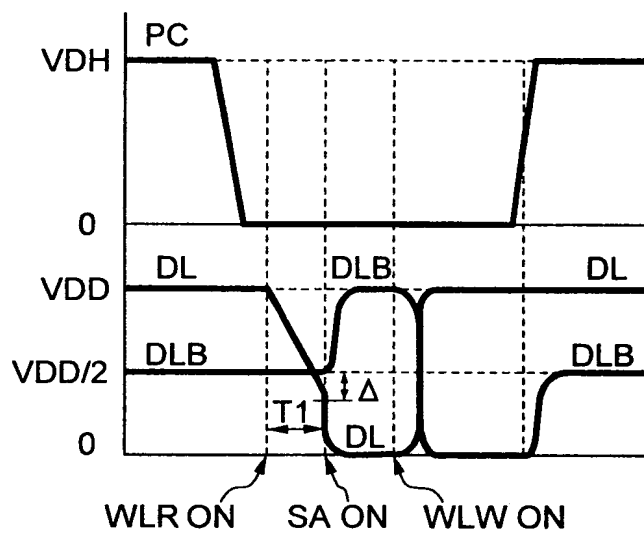 PC
VDH
0
DL
DLB
DL
VDD
DLB
DLB
VDD/2
Δ
T1
DL
0
WLR ON
SA ON
WLW ON